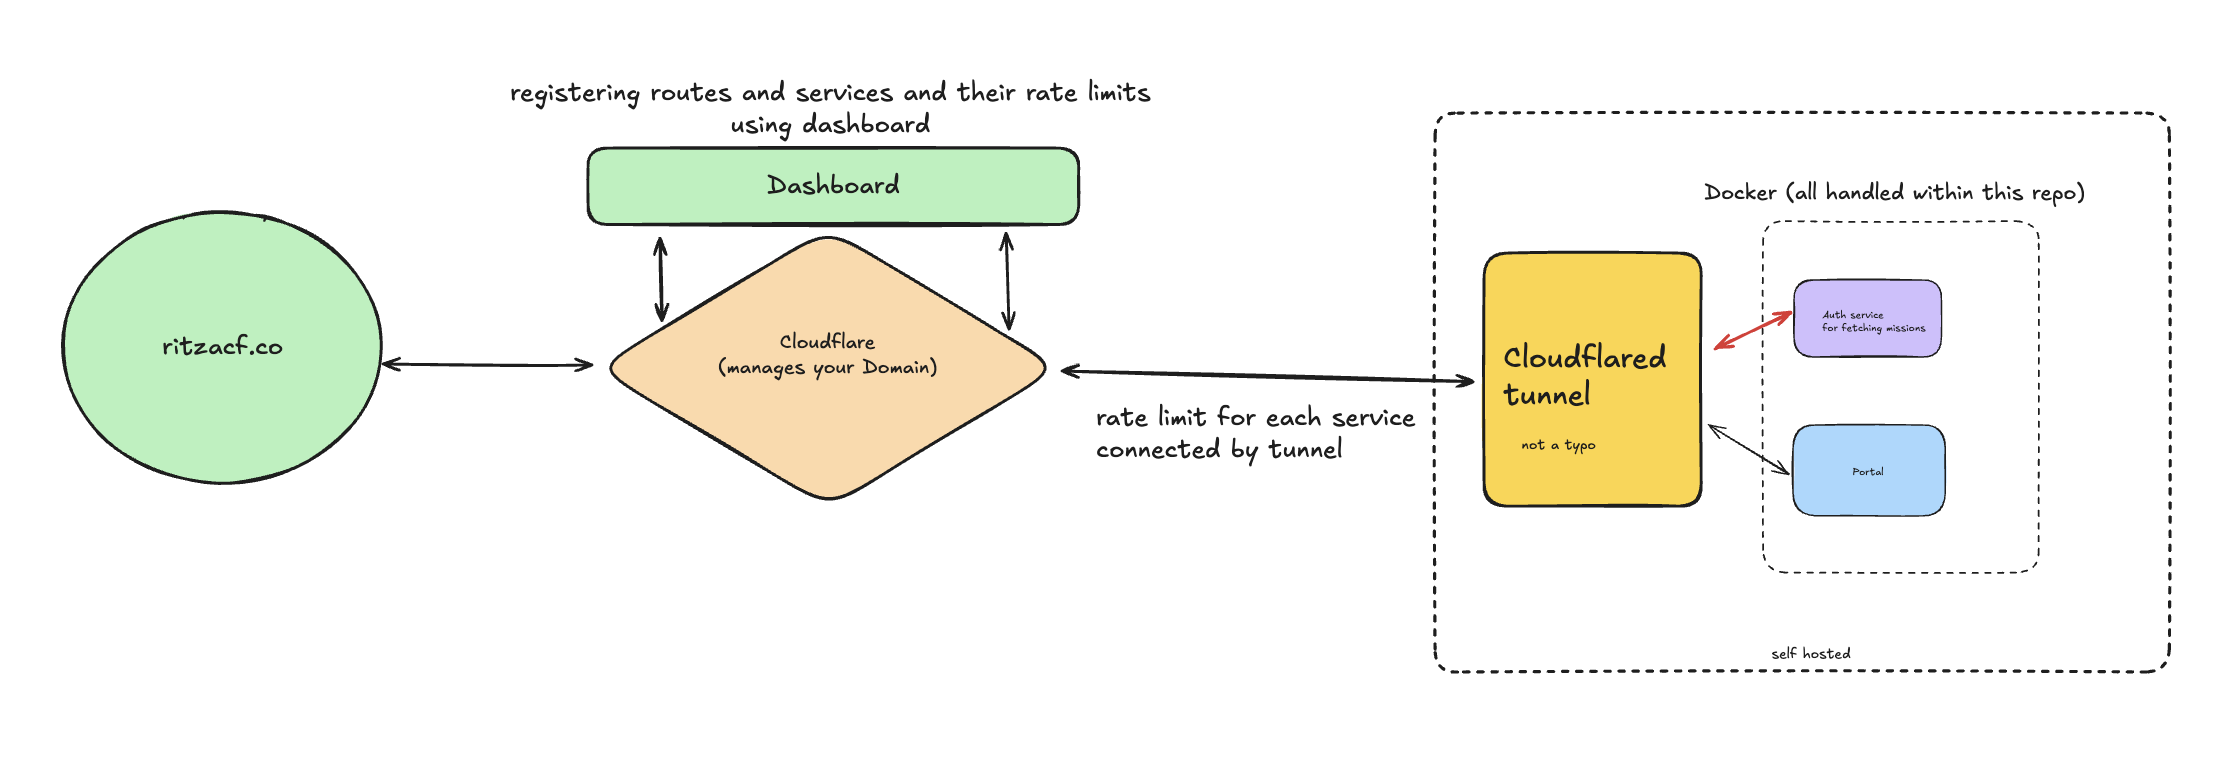 registering routes and services and their rate limits
using dashboard
Dashboard
ritzacf.co
Cloudflare
(manages your Domain)
rate limit for each service
connected by tunnel
Docker (all handled within this repo)
Cloudflared
tunnel
not a typo
Auth service
for fetching missions
Portal
self hosted